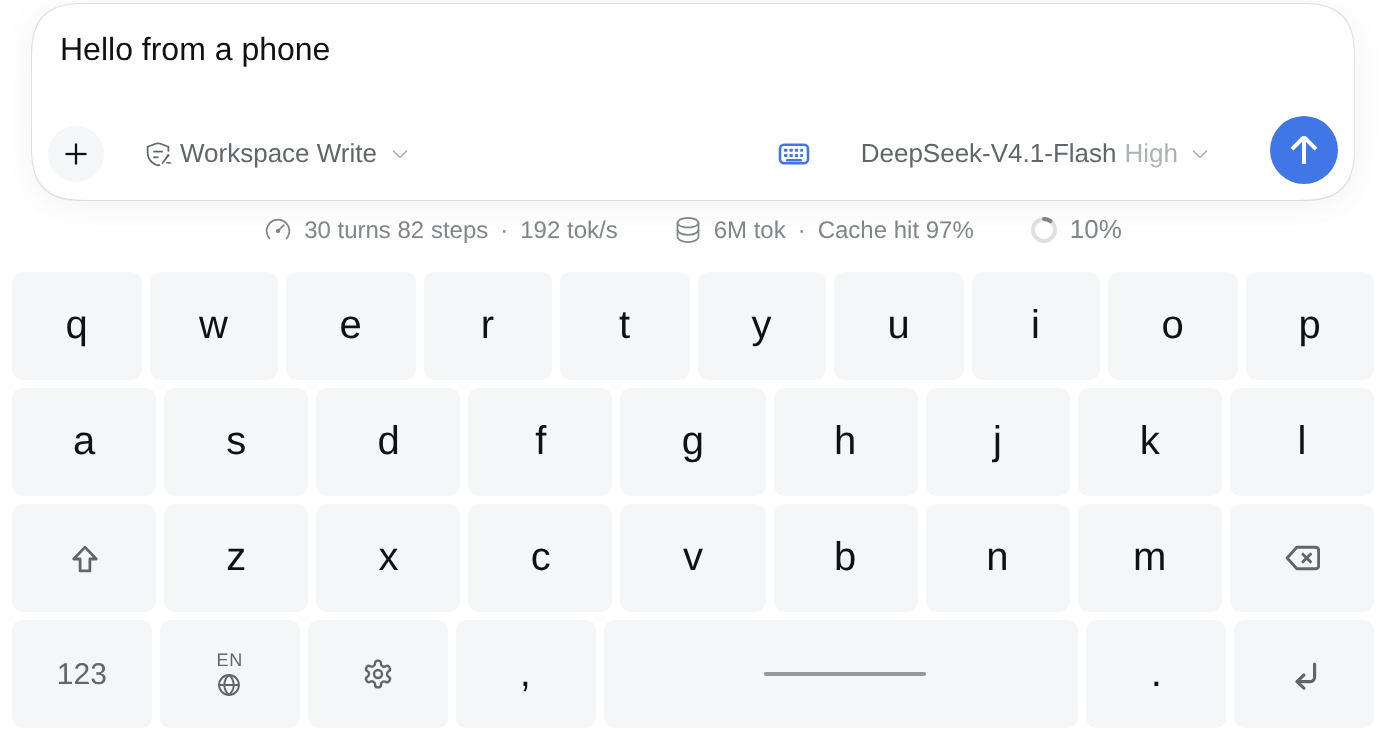 Hello from a phone
Workspace Write
DeepSeek-V4.1-Flash High
30 turns 82 steps · 192 tok/s
6M tok · Cache hit 97%
10%
q w e r t y u i o p
a s d f g h j k l
z x c v b n m
123 EN , .